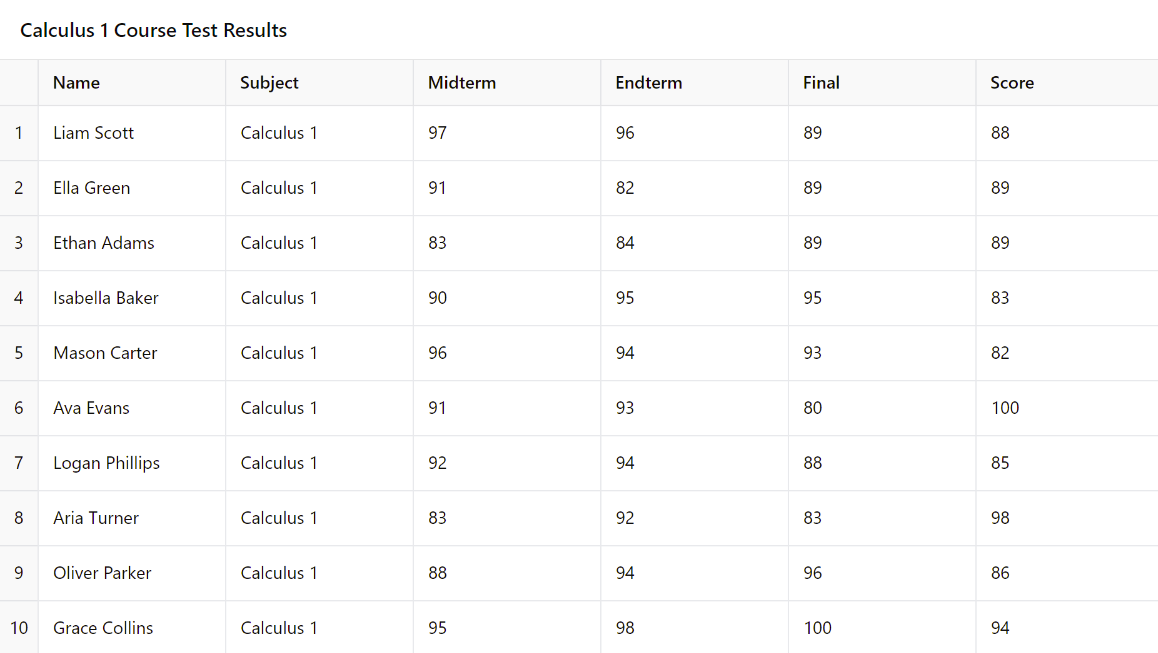 Calculus 1 Course Test Results
Name Subject Midterm Endterm Final Score
1 Liam Scott Calculus 1 97 96 89 88
2 Ella Green Calculus 1 91 82 89 89
3 Ethan Adams Calculus 1 83 84 89 89
4 Isabella Baker Calculus 1 90 95 95 83
5 Mason Carter Calculus 1 96 94 93 82
6 Ava Evans Calculus 1 91 93 80 100
7 Logan Phillips Calculus 1 92 94 88 85
8 Aria Turner Calculus 1 83 92 83 98
9 Oliver Parker Calculus 1 88 94 96 86
10 Grace Collins Calculus 1 95 98 100 94